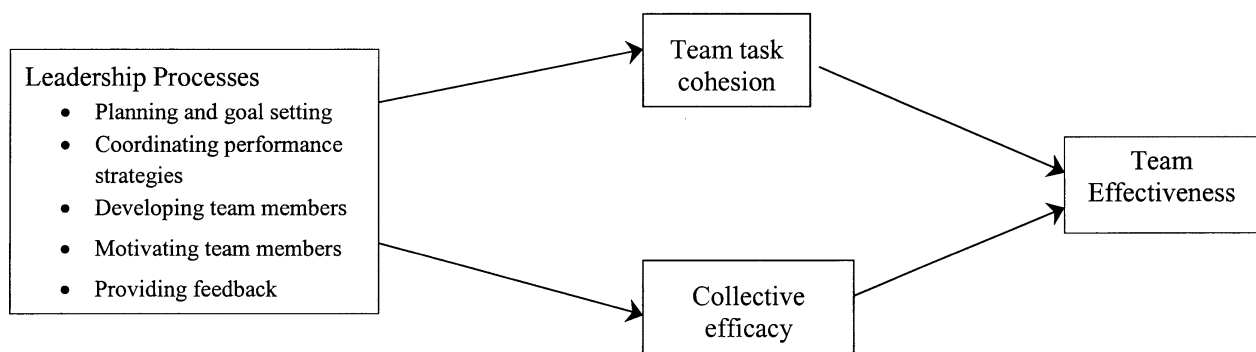 Leadership Processes
• Planning and goal setting
• Coordinating performance
strategies
• Developing team members
• Motivating team members
• Providing feedback
Team task
cohesion
Collective
efficacy
Team
Effectiveness